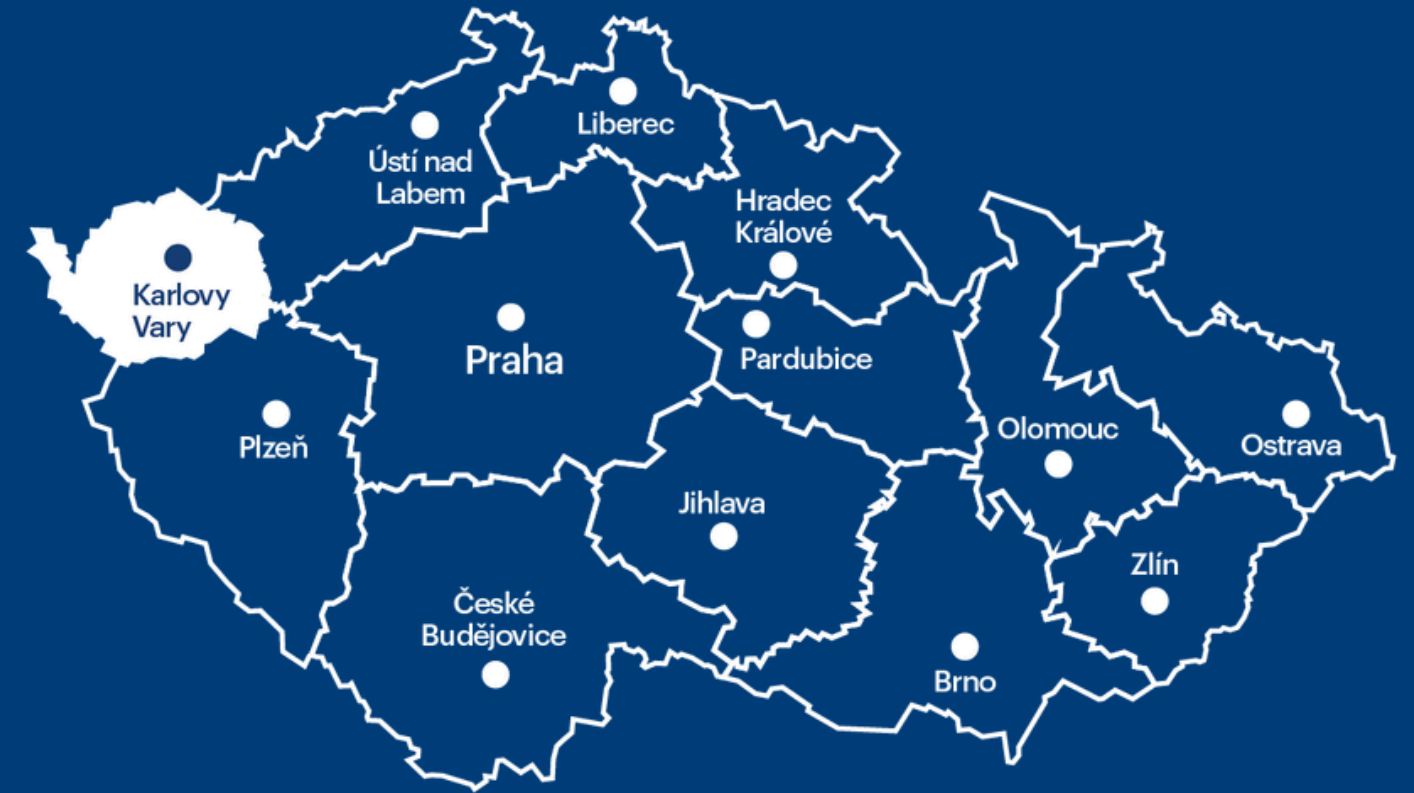 Liberec
Ústí nad
Labem
Hradec
Králové
Karlovy
Vary
Praha
Pardubice
Plzeň
Olomouc
Ostrava
Jihlava
Zlín
České
Budějovice
Brno